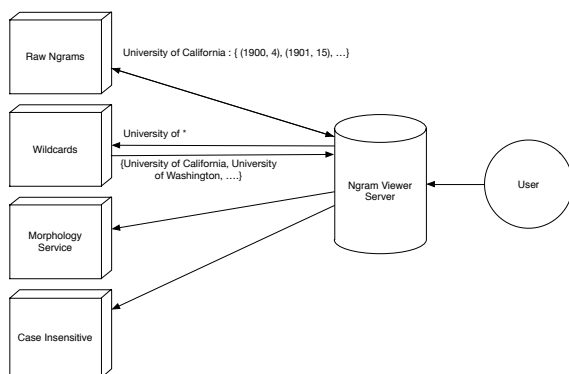 Raw Ngrams
University of California : { (1900, 4), (1901, 15), …}
Wildcards
University of *
{University of California, University
of Washington, ….}
Ngram Viewer
Server
User
Morphology
Service
Case Insensitive